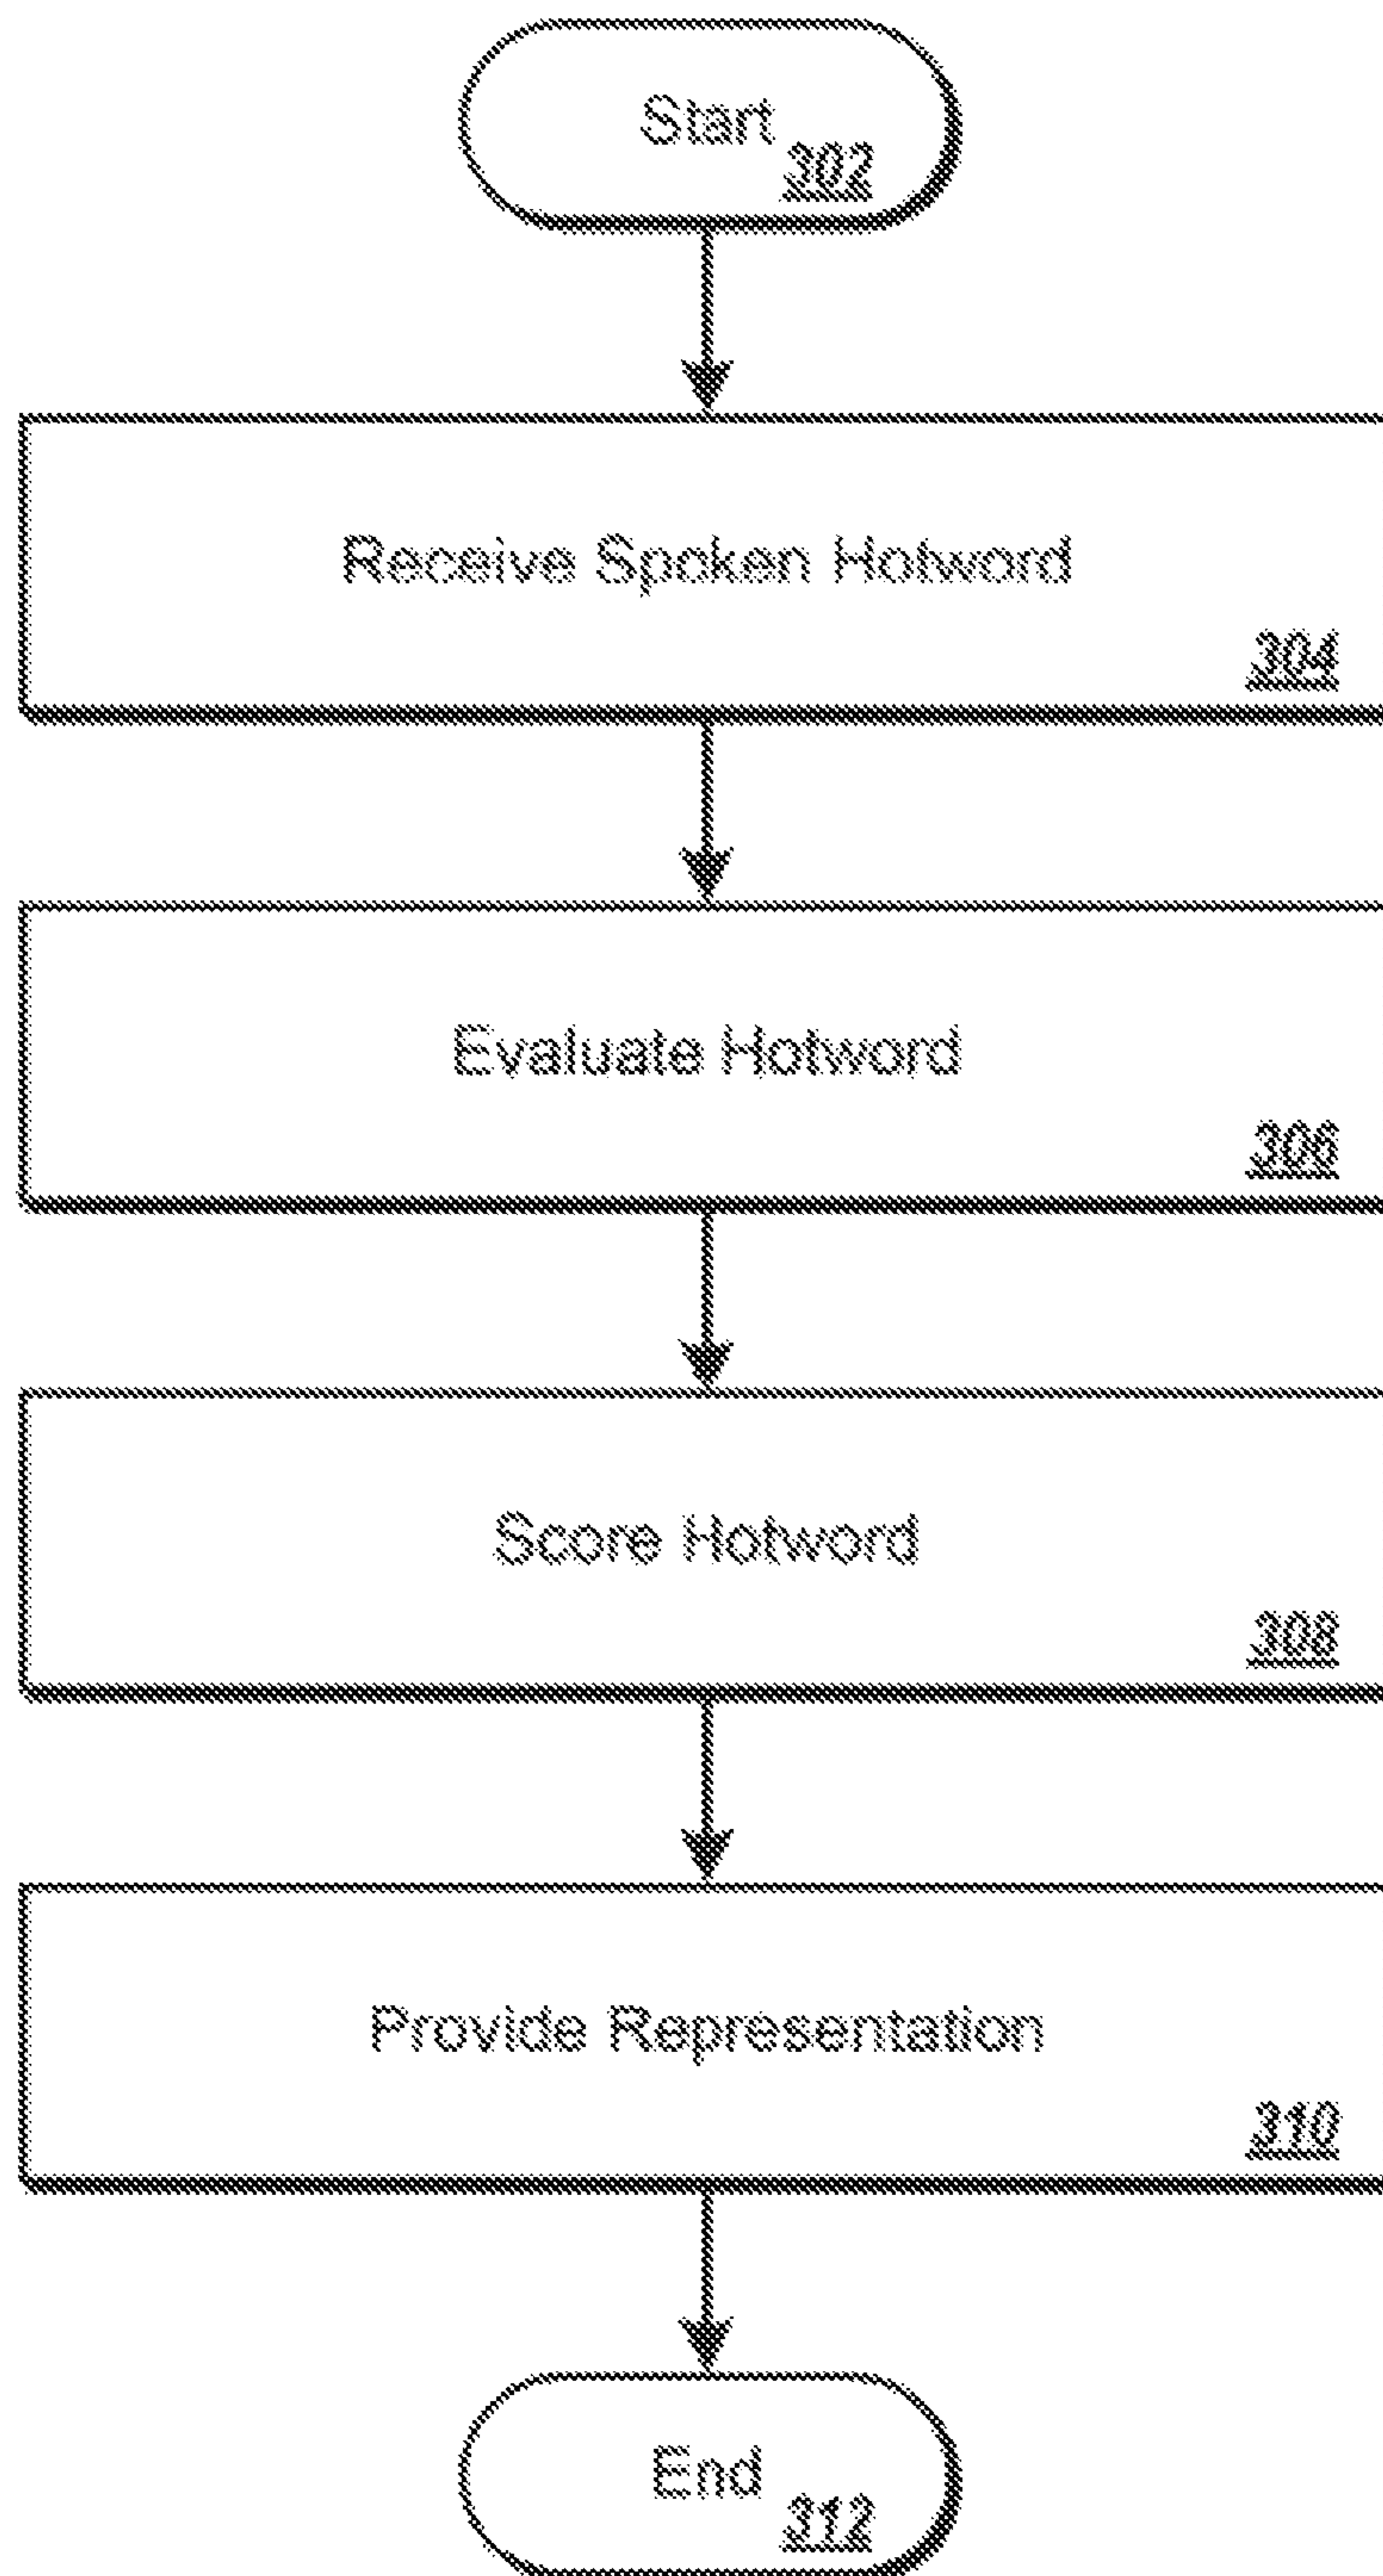 Start
302
Receive Spoken Hotword
304
Evaluate Hotword
306
Score Hotword
308
Provide Representation
310
End
312